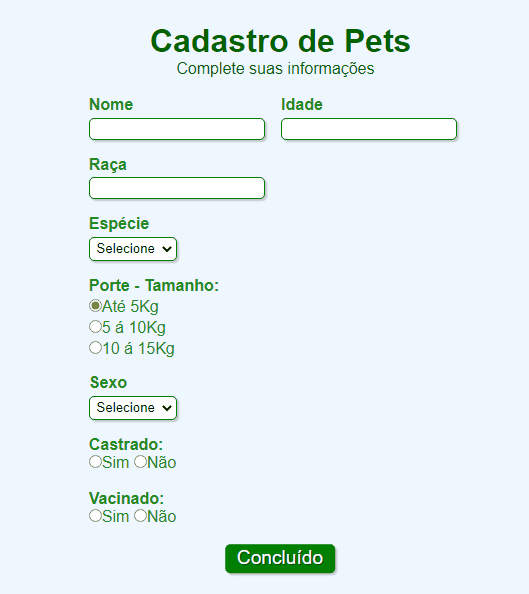 Cadastro de Pets
Complete suas informações
Nome Idade
Raça
Espécie
Selecione
Porte - Tamanho:
Até 5Kg
5 á 10Kg
10 á 15Kg
Sexo
Selecione
Castrado:
Sim Não
Vacinado:
Sim Não
Concluído